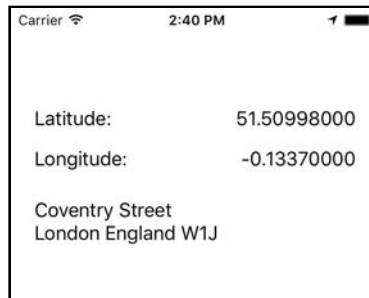 Carrier 2:40 PM
Latitude: 51.50998000
Longitude: -0.13370000
Coventry Street
London England W1J